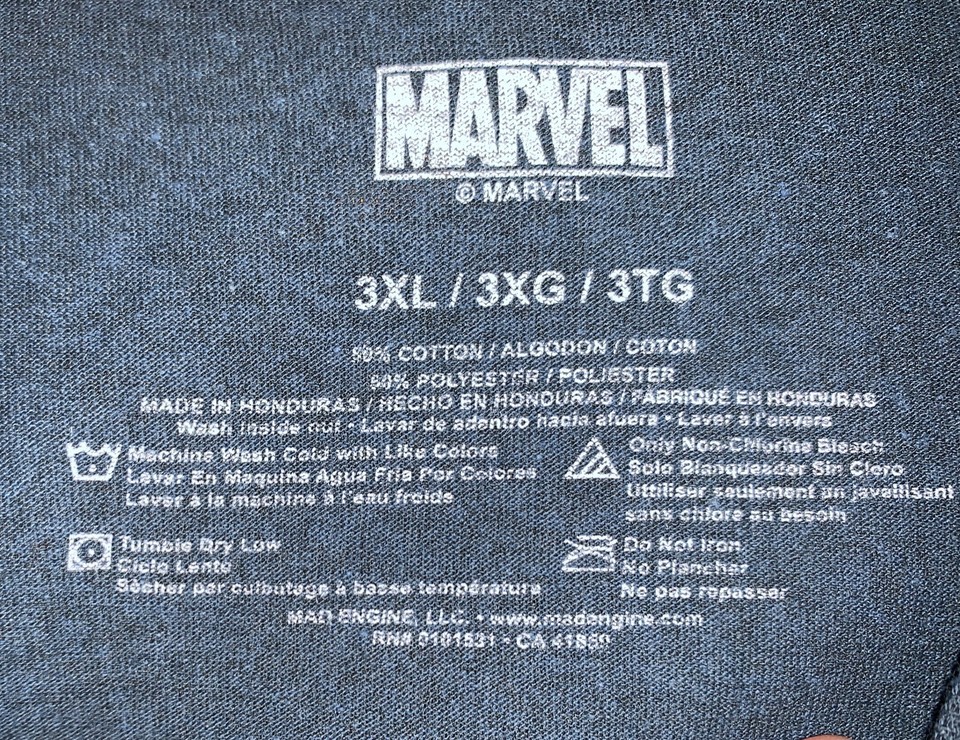 MARVEL
© MARVEL
3XL / 3XG / 3TG
COTTON / ALGODON / COTON
POLYESTER / POLIESTER
MADE IN HONDURAS / HECHO EN HONDURAS / FABRIQUÉ EN HONDURAS
Wash inside out • Lavar de adentro hacia afuera • Laver à l'envers
Machine Wash Cold with Like Colors
Lavar En Maquina Agua Fria Por Colores
Laver à la machine à l'eau froide
Only Non-Chlorine Bleach
Solo Blanqueador Sin Cloro
Uttiliser seulement un javellisant
sans chlore au besoin
Tumble Dry Low
Ciclo Lento
Sècher par culbutage à basse température
Do Not Iron
No Planchar
Ne pas repasser
MAD ENGINE, LLC. • www.madengine.com
RN# 0101531 • CA 41850